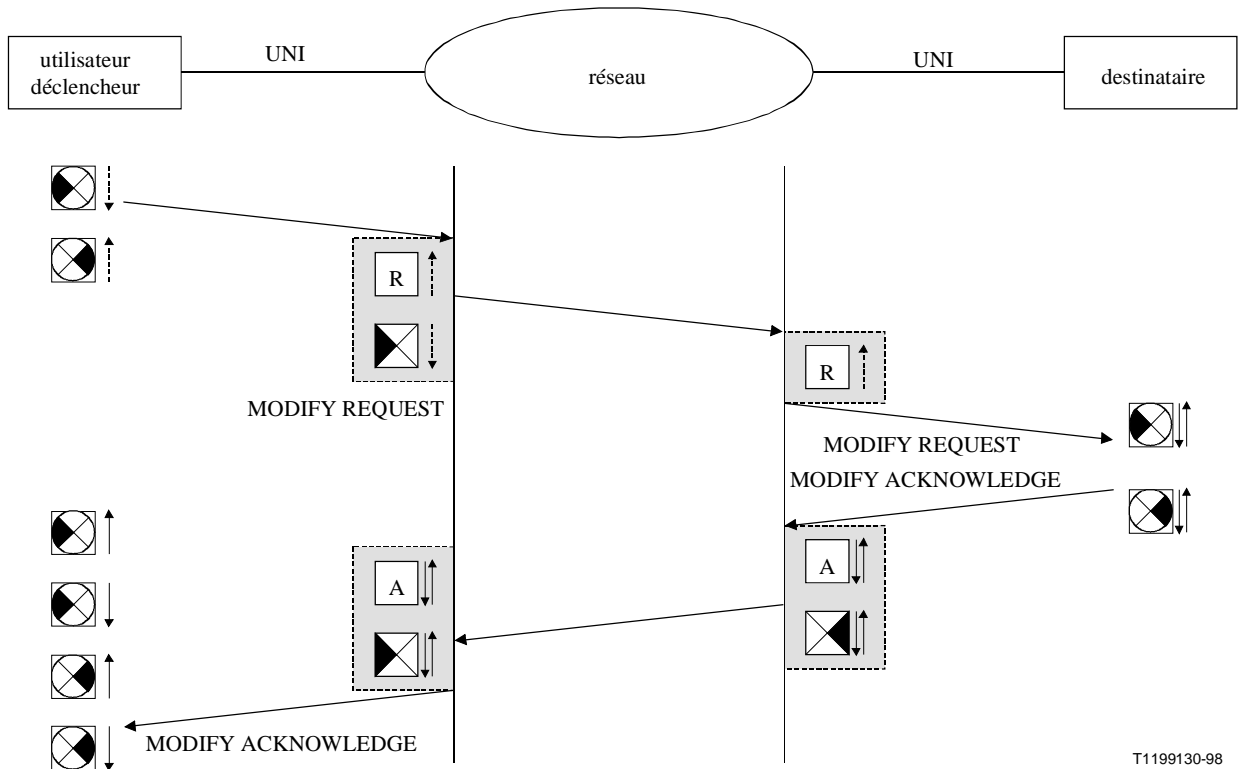 utilisateur
déclencheur
UNI
réseau
UNI
destinataire
R
R
MODIFY REQUEST
MODIFY REQUEST
MODIFY ACKNOWLEDGE
A
A
MODIFY ACKNOWLEDGE
T1199130-98